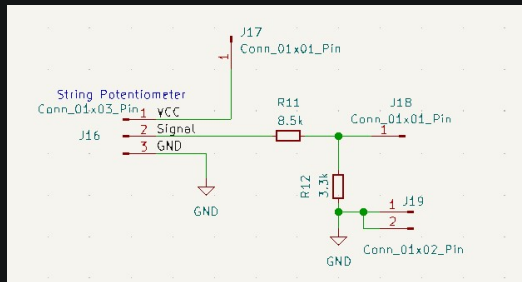 J17
Conn_01x01_Pin
1
String Potentiometer
Conn_01x03_Pin
J16
1 VCC
2 Signal
3 GND
GND
R11
8.5k
J18
Conn_01x01_Pin
1
R12
3.3k
J19
1
2
Conn_01x02_Pin
GND